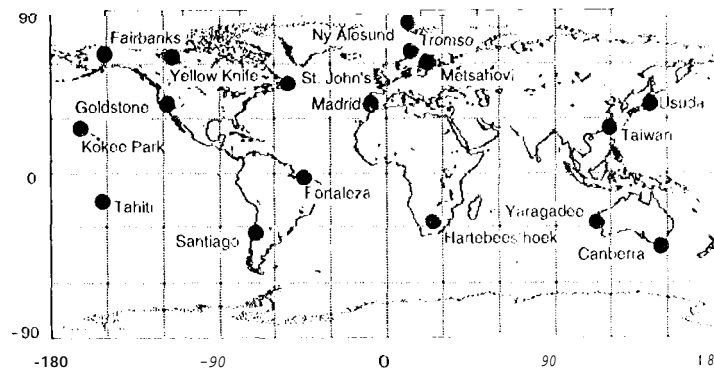 90
Fairbanks
Ny Alesund
Tromso
Yellow Knife
St. John's
Metsahovi
Goldstone
Madrid
Usuda
Taiwan
Kokee Park
0
Fortaleza
Tahiti
Yaragadee
Santiago
Hartebeeshoek
Canberra
-90
-180
-90
0
90
18